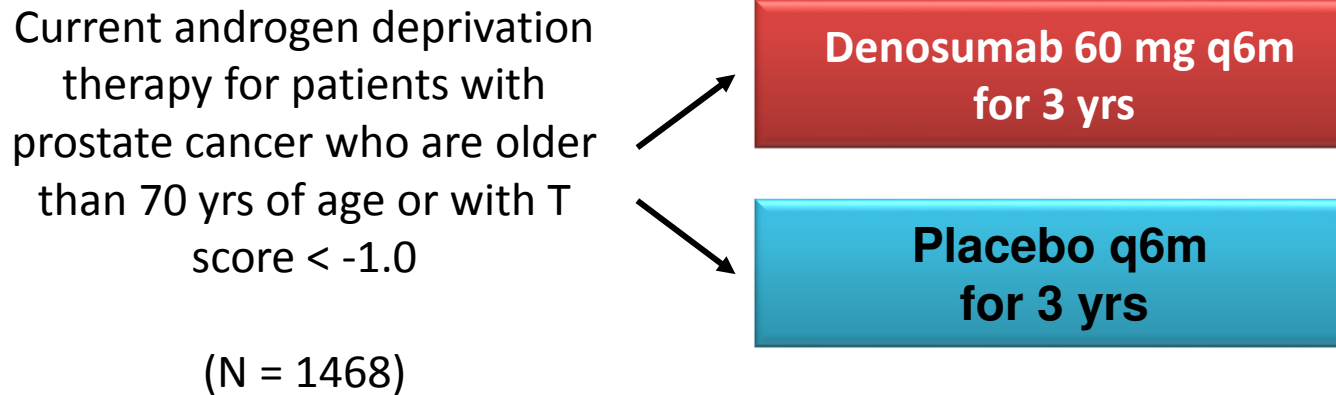 Current androgen deprivation
therapy for patients with
prostate cancer who are older
than 70 yrs of age or with T
score < -1.0
(N = 1468)
Denosumab 60 mg q6m
for 3 yrs
Placebo q6m
for 3 yrs